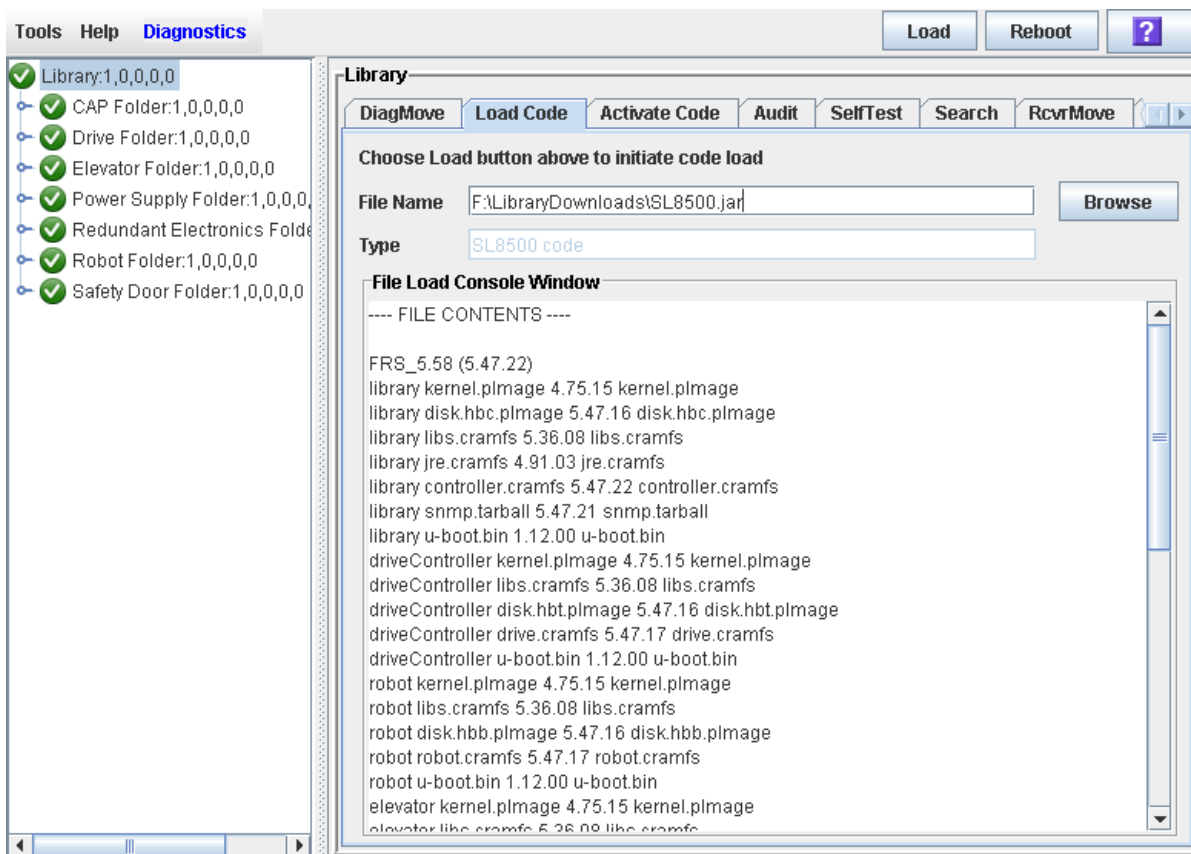 Tools Help Diagnostics
Load Reboot ?
Library:1,0,0,0,0
CAP Folder:1,0,0,0,0
Drive Folder:1,0,0,0,0
Elevator Folder:1,0,0,0,0
Power Supply Folder:1,0,0,0,
Redundant Electronics Folde
Robot Folder:1,0,0,0,0
Safety Door Folder:1,0,0,0,0
Library
DiagMove Load Code Activate Code Audit SelfTest Search RcvrMove
Choose Load button above to initiate code load
File Name F:\LibraryDownloads\SL8500.jar Browse
Type SL8500 code
File Load Console Window
---- FILE CONTENTS ----
FRS_5.58 (5.47.22)
library kernel.pImage 4.75.15 kernel.pImage
library disk.hbc.pImage 5.47.16 disk.hbc.pImage
library libs.cramfs 5.36.08 libs.cramfs
library jre.cramfs 4.91.03 jre.cramfs
library controller.cramfs 5.47.22 controller.cramfs
library snmp.tarball 5.47.21 snmp.tarball
library u-boot.bin 1.12.00 u-boot.bin
driveController kernel.pImage 4.75.15 kernel.pImage
driveController libs.cramfs 5.36.08 libs.cramfs
driveController disk.hbt.pImage 5.47.16 disk.hbt.pImage
driveController drive.cramfs 5.47.17 drive.cramfs
driveController u-boot.bin 1.12.00 u-boot.bin
robot kernel.pImage 4.75.15 kernel.pImage
robot libs.cramfs 5.36.08 libs.cramfs
robot disk.hbb.pImage 5.47.16 disk.hbb.pImage
robot robot.cramfs 5.47.17 robot.cramfs
robot u-boot.bin 1.12.00 u-boot.bin
elevator kernel.pImage 4.75.15 kernel.pImage
elevator libs.cramfs 5.36.08 libs.cramfs